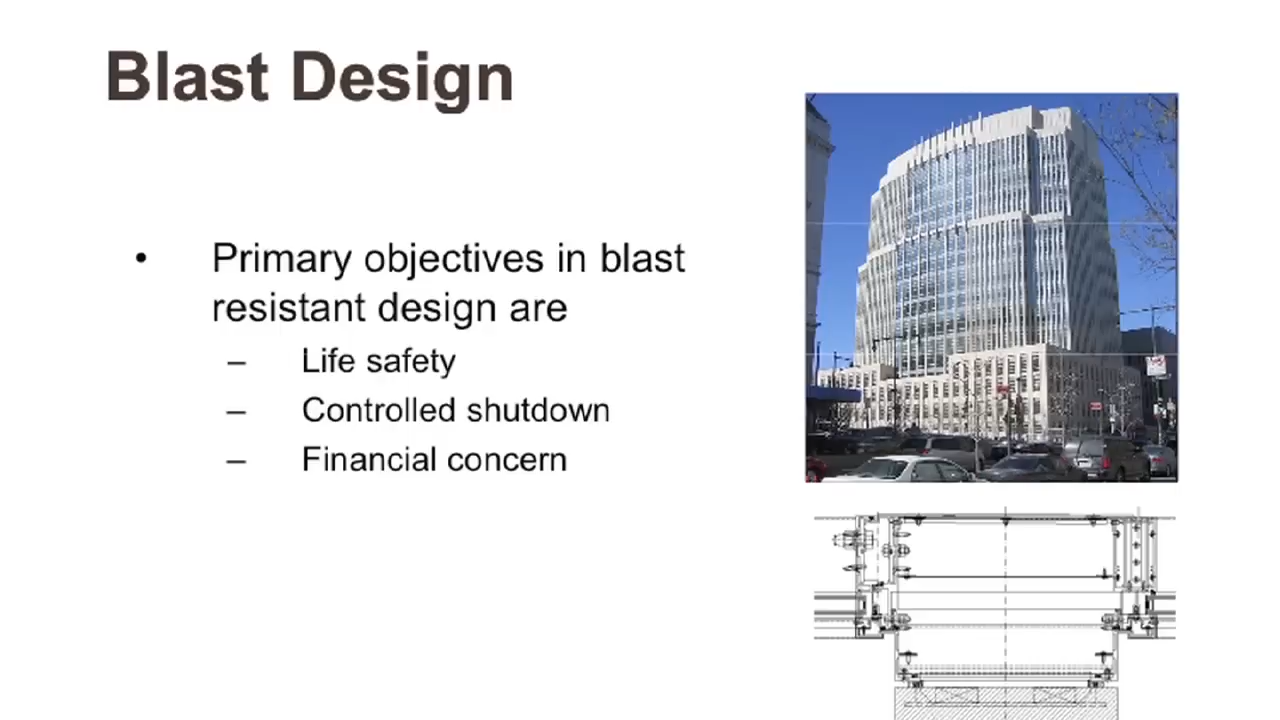 Blast Design
• Primary objectives in blast
resistant design are
– Life safety
– Controlled shutdown
– Financial concern